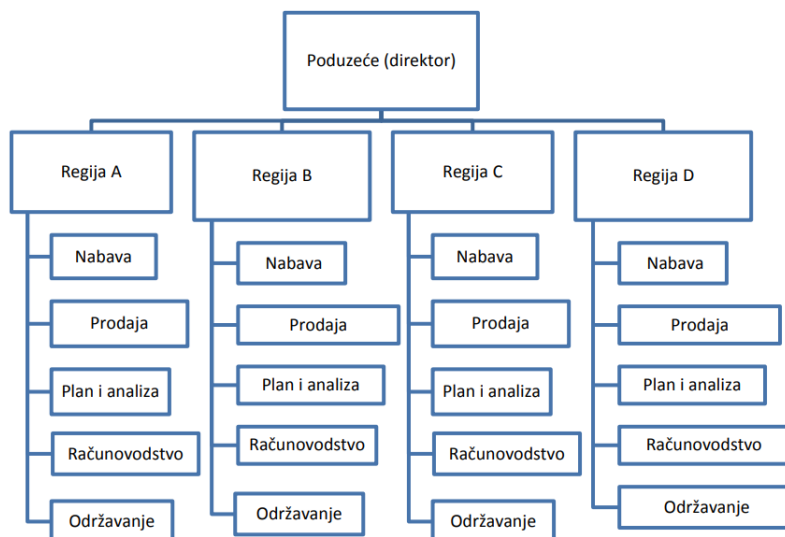 Poduzeće (direktor)
Regija A
Regija B
Regija C
Regija D
Nabava
Prodaja
Plan i analiza
Računovodstvo
Održavanje
Nabava
Prodaja
Plan i analiza
Računovodstvo
Održavanje
Nabava
Prodaja
Plan i analiza
Računovodstvo
Održavanje
Nabava
Prodaja
Plan i analiza
Računovodstvo
Održavanje